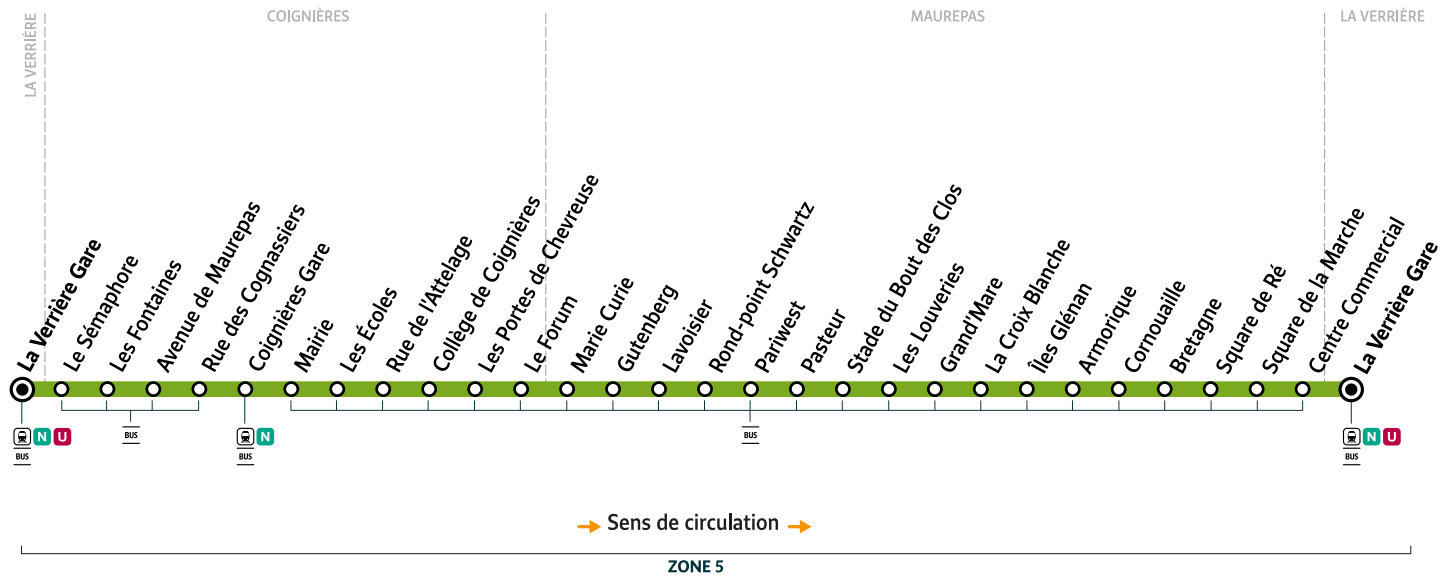 LA VERRIÈRE
COIGNIÈRES
MAUREPAS
LA VERRIÈRE
La Verrière Gare
Le Sémaphore
Les Fontaines
Avenue de Maurepas
Rue des Cognassiers
Coignières Gare
Mairie
Les Écoles
Rue de l'Attelage
Collège de Coignières
Les Portes de Chevreuse
Le Forum
Marie Curie
Gutenberg
Lavoisier
Rond-point Schwartz
Pariwest
Pasteur
Stade du Bout des Clos
Les Louveries
Grand'Mare
La Croix Blanche
Îles Glénan
Armorique
Cornouaille
Bretagne
Square de Ré
Square de la Marche
Centre Commercial
La Verrière Gare
N U
BUS
BUS
N
BUS
BUS
N U
BUS
Sens de circulation
ZONE 5